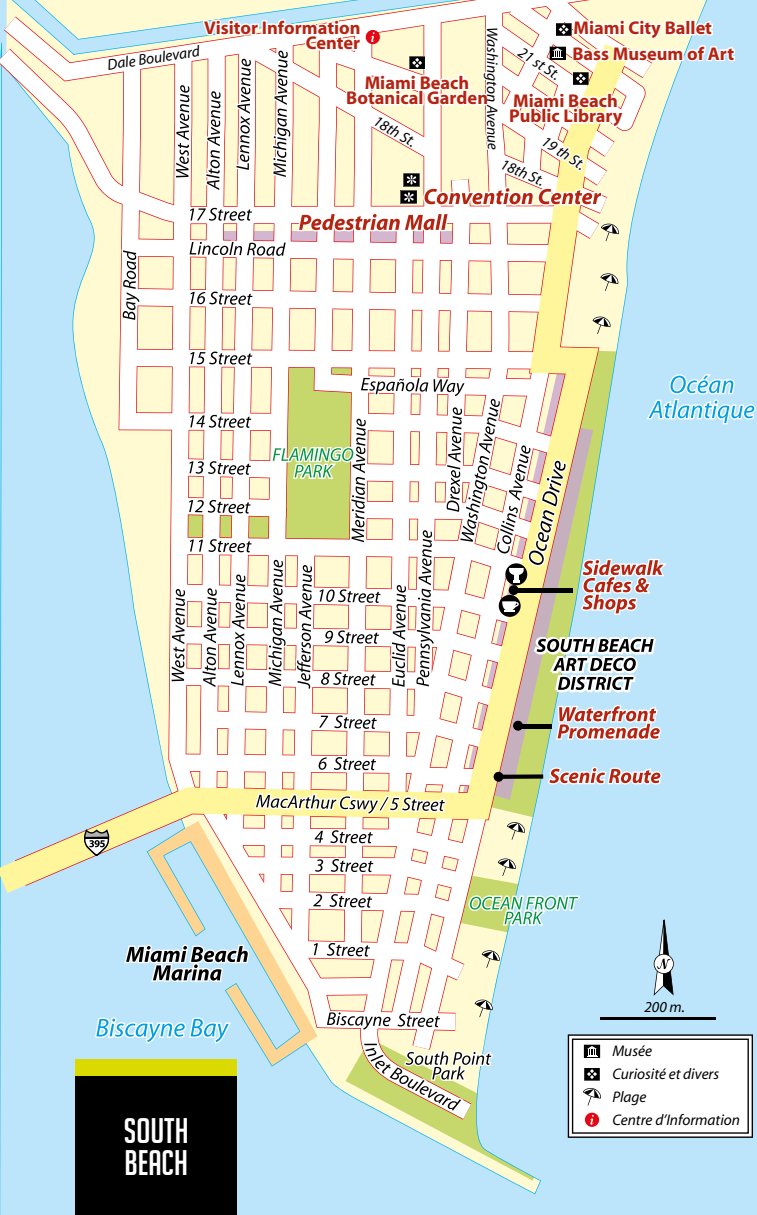 Visitor Information
Center
Miami City Ballet
Bass Museum of Art
21 st St.
Dale Boulevard
Miami Beach
Botanical Garden
Washington Avenue
Miami Beach
Public Library
West Avenue
Alton Avenue
Lennox Avenue
Michigan Avenue
18th St.
19 th St.
18th St.
Convention Center
17 Street
Pedestrian Mall
Lincoln Road
Bay Road
16 Street
15 Street
Española Way
Océan
Atlantique
14 Street
FLAMINGO
PARK
13 Street
Meridian Avenue
Drexel Avenue
Washington Avenue
Collins Avenue
Ocean Drive
12 Street
11 Street
Sidewalk
Cafes &
Shops
West Avenue
Alton Avenue
Lennox Avenue
Michigan Avenue
Jefferson Avenue
10 Street
Euclid Avenue
Pennsylvania Avenue
9 Street
8 Street
SOUTH BEACH
ART DECO
DISTRICT
7 Street
Waterfront
Promenade
6 Street
Scenic Route
MacArthur Cswy / 5 Street
395
4 Street
3 Street
2 Street
OCEAN FRONT
PARK
1 Street
Miami Beach
Marina
N
200 m.
Biscayne Bay
Biscayne Street
Inlet Boulevard
South Point
Park
Musée
Curiosité et divers
Plage
i Centre d'Information
SOUTH
BEACH